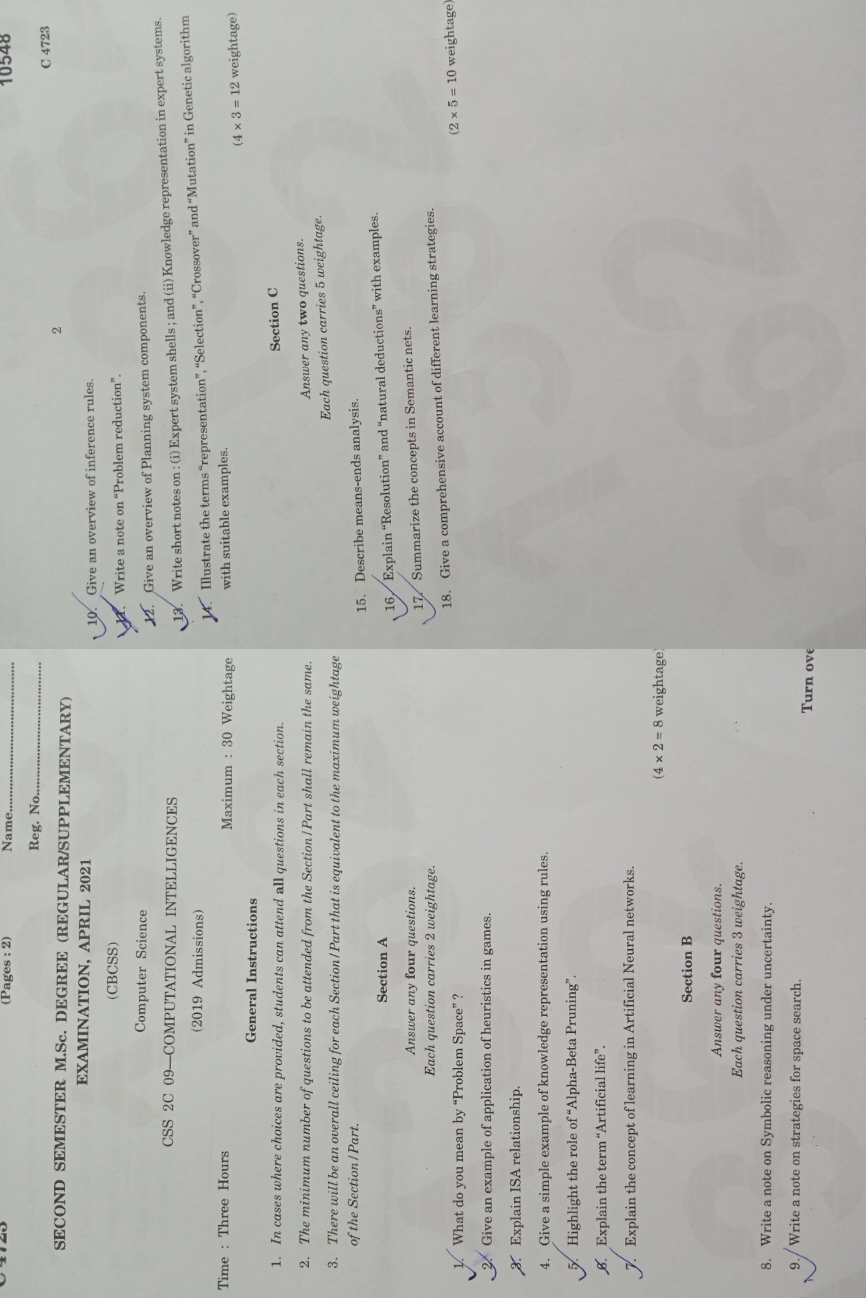 (Pages : 2)
Name
Reg. No
SECOND SEMESTER M.Sc. DEGREE (REGULAR/SUPPLEMENTARY)
EXAMINATION, APRIL 2021
(CBCSS)
Computer Science
CSS 2C 09—COMPUTATIONAL INTELLIGENCES
(2019 Admissions)
Time : Three Hours Maximum : 30 Weightage
General Instructions
1. In cases where choices are provided, students can attend all questions in each section.
2. The minimum number of questions to be attended from the Section/Part shall remain the same.
3. There will be an overall ceiling for each Section/Part that is equivalent to the maximum weightage
of the Section/Part.
Section A
Answer any four questions.
Each question carries 2 weightage.
1. What do you mean by "Problem Space" ?
2. Give an example of application of heuristics in games.
3. Explain ISA relationship.
4. Give a simple example of knowledge representation using rules.
5. Highlight the role of "Alpha-Beta Pruning".
6. Explain the term "Artificial life".
7. Explain the concept of learning in Artificial Neural networks.
(4 × 2 = 8 weightage)
Section B
Answer any four questions.
Each question carries 3 weightage.
8. Write a note on Symbolic reasoning under uncertainty.
9. Write a note on strategies for space search.
Turn ove
10548
2
C 4723
10. Give an overview of inference rules.
11. Write a note on "Problem reduction".
12. Give an overview of Planning system components.
13. Write short notes on : (i) Expert system shells ; and (ii) Knowledge representation in expert systems.
14. Illustrate the terms "representation", "Selection", "Crossover" and "Mutation" in Genetic algorithm
with suitable examples.
(4 × 3 = 12 weightage)
Section C
Answer any two questions.
Each question carries 5 weightage.
15. Describe means-ends analysis.
16. Explain "Resolution" and "natural deductions" with examples.
17. Summarize the concepts in Semantic nets.
18. Give a comprehensive account of different learning strategies.
(2 × 5 = 10 weightage)